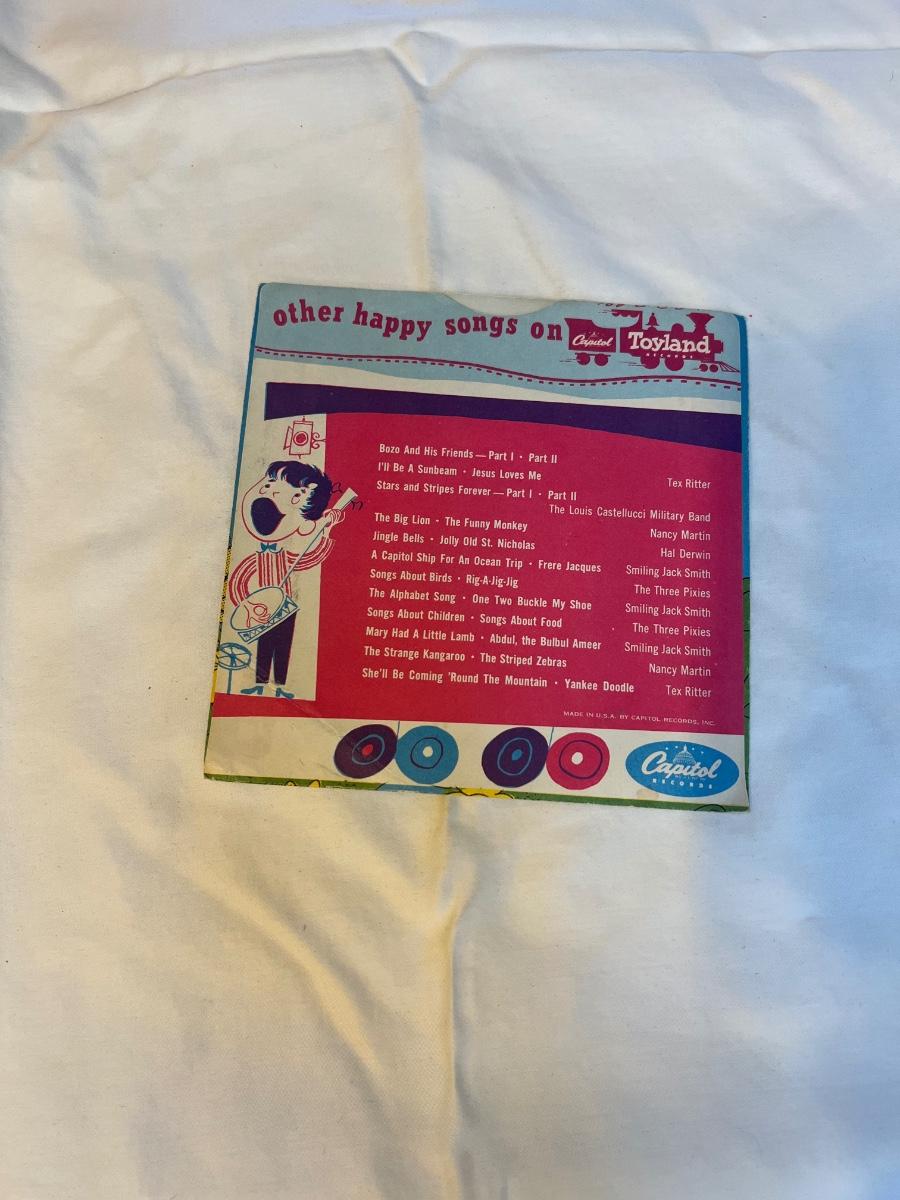 other happy songs on Capitol Toyland
RECORDS
Bozo And His Friends — Part I · Part II
I'll Be A Sunbeam · Jesus Loves Me Tex Ritter
Stars and Stripes Forever — Part I · Part II
The Louis Castellucci Military Band
The Big Lion · The Funny Monkey Nancy Martin
Jingle Bells · Jolly Old St. Nicholas Hal Derwin
A Capitol Ship For An Ocean Trip · Frere Jacques Smiling Jack Smith
Songs About Birds · Rig-A-Jig-Jig The Three Pixies
The Alphabet Song · One Two Buckle My Shoe Smiling Jack Smith
Songs About Children · Songs About Food The Three Pixies
Mary Had A Little Lamb · Abdul, the Bulbul Ameer Smiling Jack Smith
The Strange Kangaroo · The Striped Zebras Nancy Martin
She'll Be Coming 'Round The Mountain · Yankee Doodle Tex Ritter
MADE IN U.S.A. BY CAPITOL RECORDS, INC.
Capitol
RECORDS